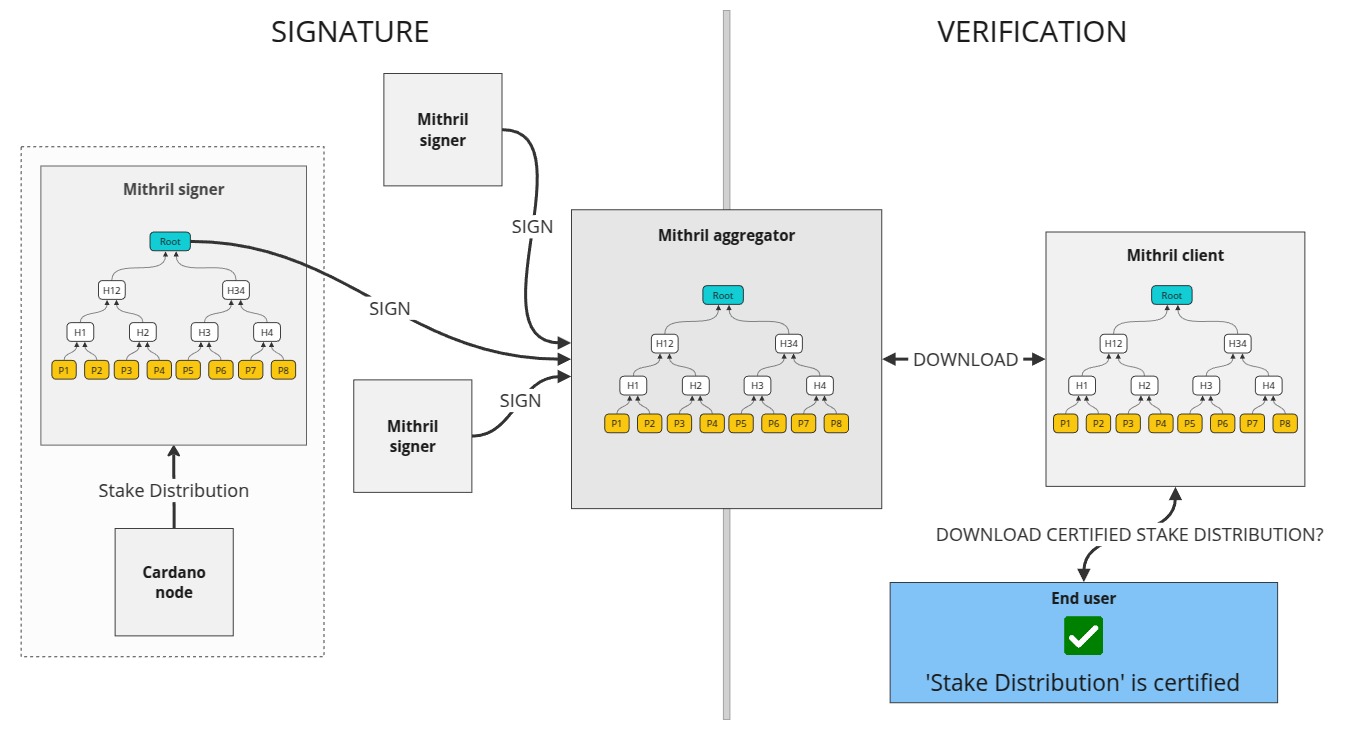 SIGNATURE
VERIFICATION
Mithril
signer
Mithril signer
Root
H12
H34
H1
H2
H3
H4
P1
P2
P3
P4
P5
P6
P7
P8
SIGN
SIGN
SIGN
Mithril
signer
Stake Distribution
Cardano
node
Mithril aggregator
Root
H12
H34
H1
H2
H3
H4
P1
P2
P3
P4
P5
P6
P7
P8
DOWNLOAD
Mithril client
Root
H12
H34
H1
H2
H3
H4
P1
P2
P3
P4
P5
P6
P7
P8
DOWNLOAD CERTIFIED STAKE DISTRIBUTION?
End user
'Stake Distribution' is certified